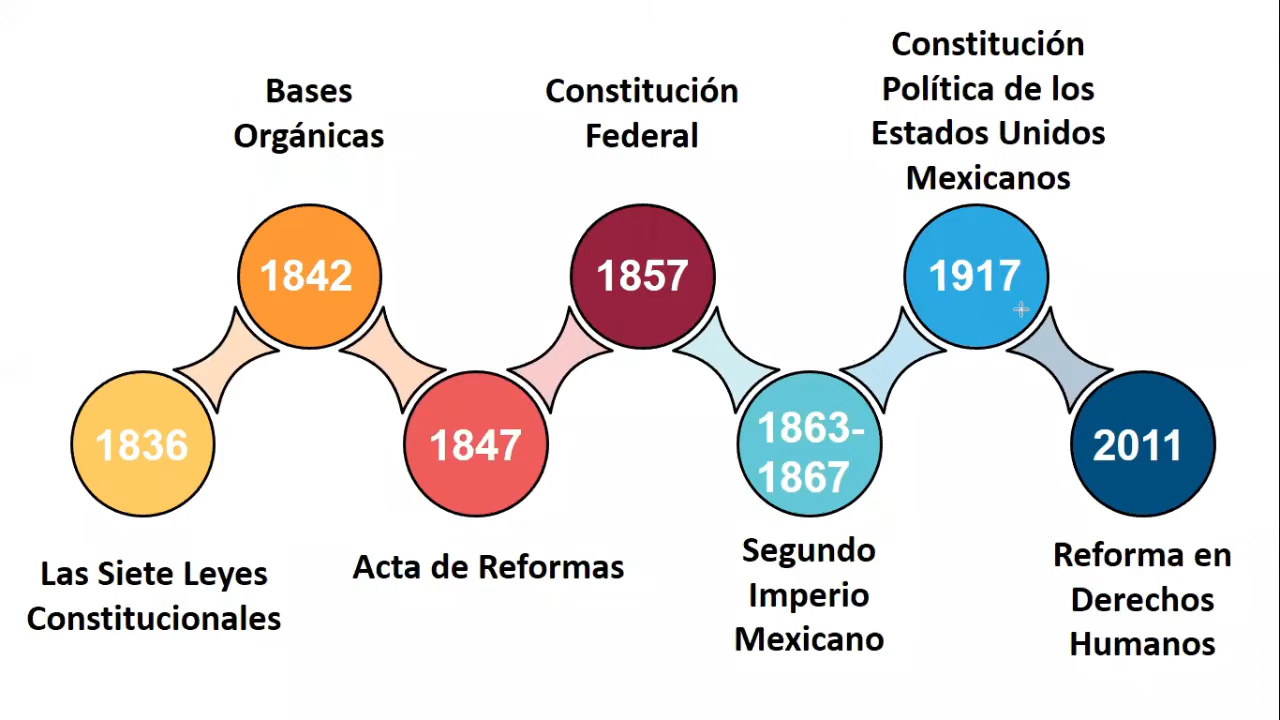 Bases
Orgánicas
1842
Constitución
Federal
1857
Constitución
Política de los
Estados Unidos
Mexicanos
1917
1836
Las Siete Leyes
Constitucionales
1847
Acta de Reformas
1863-
1867
Segundo
Imperio
Mexicano
2011
Reforma en
Derechos
Humanos